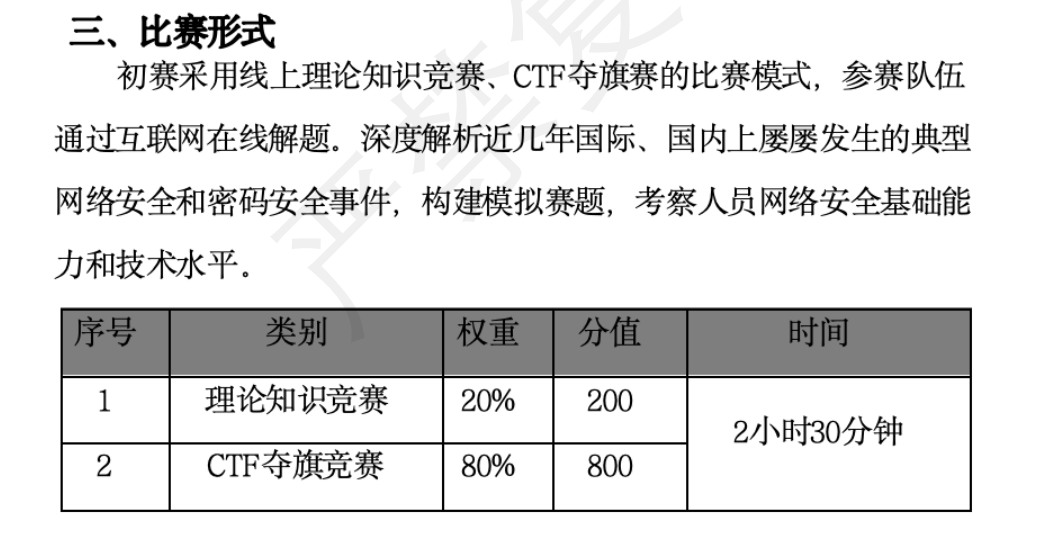 三、比赛形式
初赛采用线上理论知识竞赛、CTF夺旗赛的比赛模式，参赛队伍
通过互联网在线解题。深度解析近几年国际、国内上屡屡发生的典型
网络安全和密码安全事件，构建模拟赛题，考察人员网络安全基础能
力和技术水平。
序号 类别 权重 分值 时间
1 理论知识竞赛 20% 200 2小时30分钟
2 CTF夺旗竞赛 80% 800
严禁复